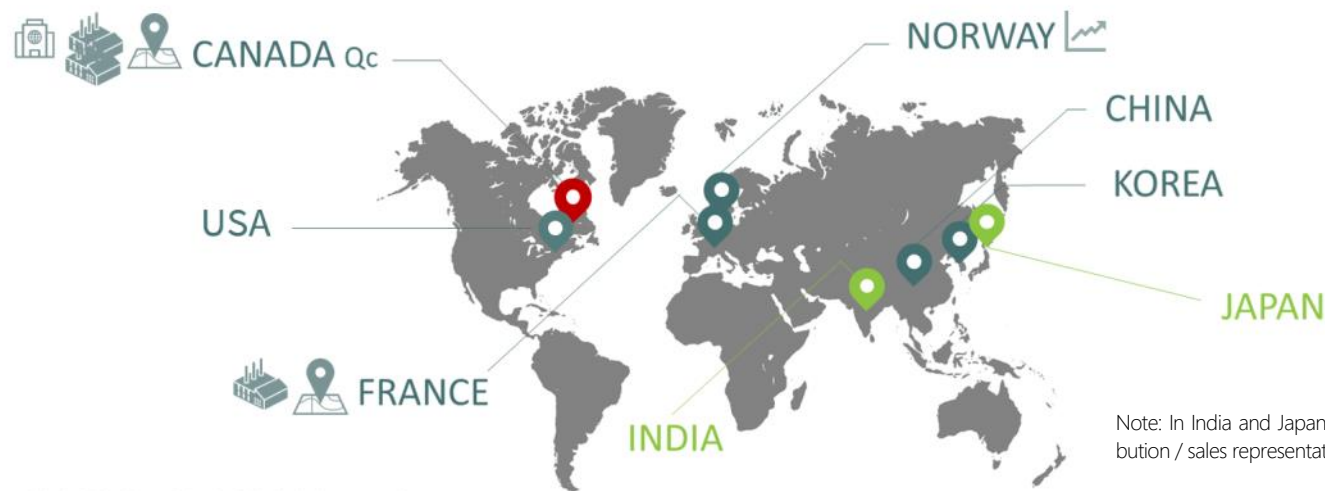 CANADA Qc
NORWAY
CHINA
KOREA
USA
JAPAN
FRANCE
INDIA
Note: In India and Japan
bution / sales representat